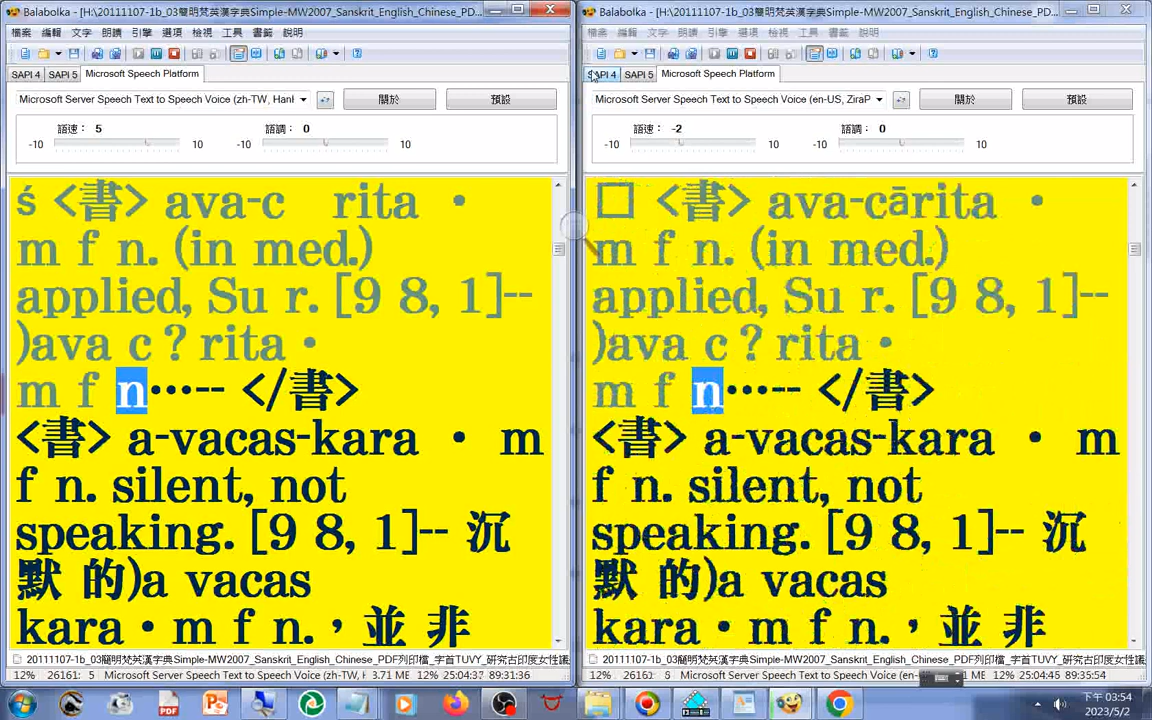 Balabolka - [H:\20111107-1b_03簡明梵英漢字典Simple-MW2007_Sanskrit_English_Chinese_PD...
檔案 編輯 文字 朗讀 引擎 選項 檢視 工具 書籤 說明
SAPI 4 SAPI 5 Microsoft Speech Platform
Microsoft Server Speech Text to Speech Voice (zh-TW, Hanl 關於 預設
語速： 5 語調： 0
-10 10 -10 10
ś <書> ava-c rita •
m f n. (in med.)
applied, Su r. [9 8, 1]--
)ava c？rita •
m f n…-- </書>
<書> a-vacas-kara • m
f n. silent, not
speaking. [9 8, 1]-- 沉
默 的)a vacas
kara • m f n.，並 非
20111107-1b_03簡明梵英漢字典Simple-MW2007_Sanskrit_English_Chinese_PDF列印檔_字首TUVY_研究古印度女性議
12% 26161: 5 Microsoft Server Speech Text to Speech Voice (zh-TW, H 3.71 MB 12% 25:04:37 89:31:36
Balabolka - [H:\20111107-1b_03簡明梵英漢字典Simple-MW2007_Sanskrit_English_Chinese_PD...
檔案 編輯 文字 朗讀 引擎 選項 檢視 工具 書籤 說明
SAPI 4 SAPI 5 Microsoft Speech Platform
Microsoft Server Speech Text to Speech Voice (en-US, ZiraP 關於 預設
語速： -2 語調： 0
-10 10 -10 10
□ <書> ava-cārita •
m f n. (in med.)
applied, Su r. [9 8, 1]--
)ava c？rita •
m f n…-- </書>
<書> a-vacas-kara • m
f n. silent, not
speaking. [9 8, 1]-- 沉
默 的)a vacas
kara • m f n.，並 非
20111107-1b_03簡明梵英漢字典Simple-MW2007_Sanskrit_English_Chinese_PDF列印檔_字首TUVY_研究古印度女性議
12% 26161: 5 Microsoft Server Speech Text to Speech Voice 12% 25:04:45 89:35:54
下午 03:54
2023/5/2